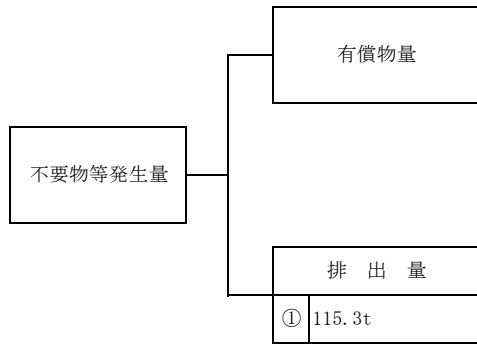 有償物量
不要物等発生量
排 出 量
① 115.3t